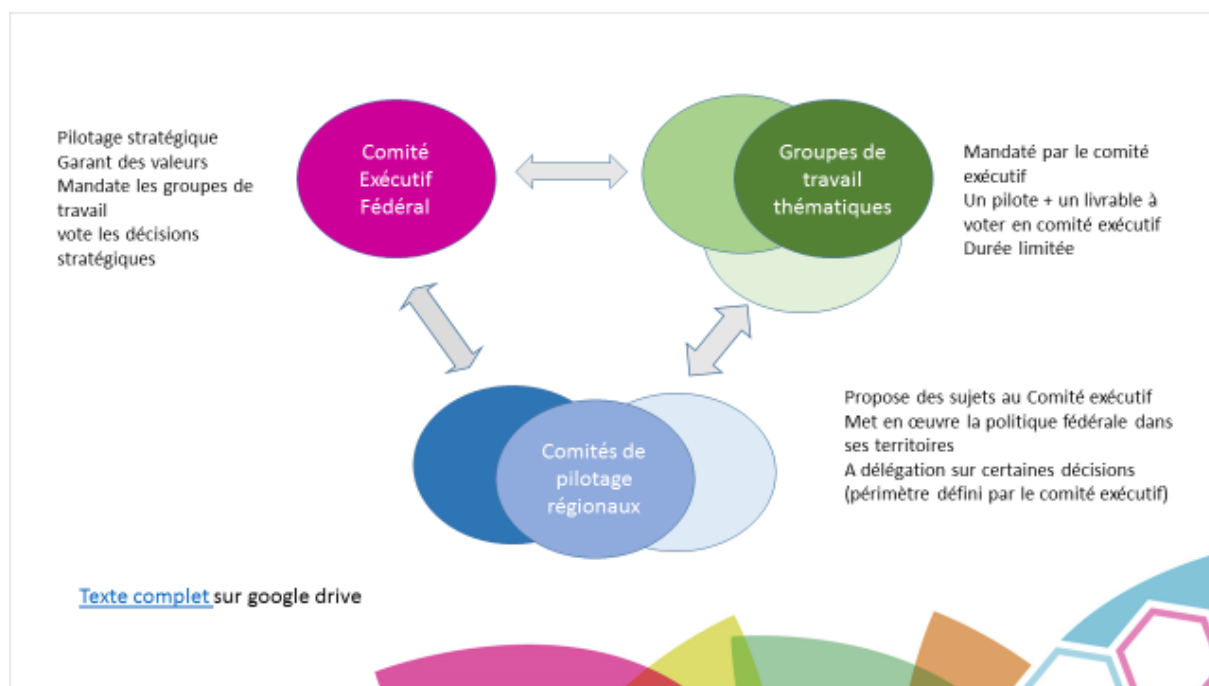 Pilotage stratégique
Garant des valeurs
Mandate les groupes de
travail
vote les décisions
stratégiques
Comité
Exécutif
Fédéral
Groupes de
travail
thématiques
Mandaté par le comité
exécutif
Un pilote + un livrable à
voter en comité exécutif
Durée limitée
Comités de
pilotage
régionaux
Propose des sujets au Comité exécutif
Met en œuvre la politique fédérale dans
ses territoires
A délégation sur certaines décisions
(périmètre défini par le comité exécutif)
Texte complet sur google drive